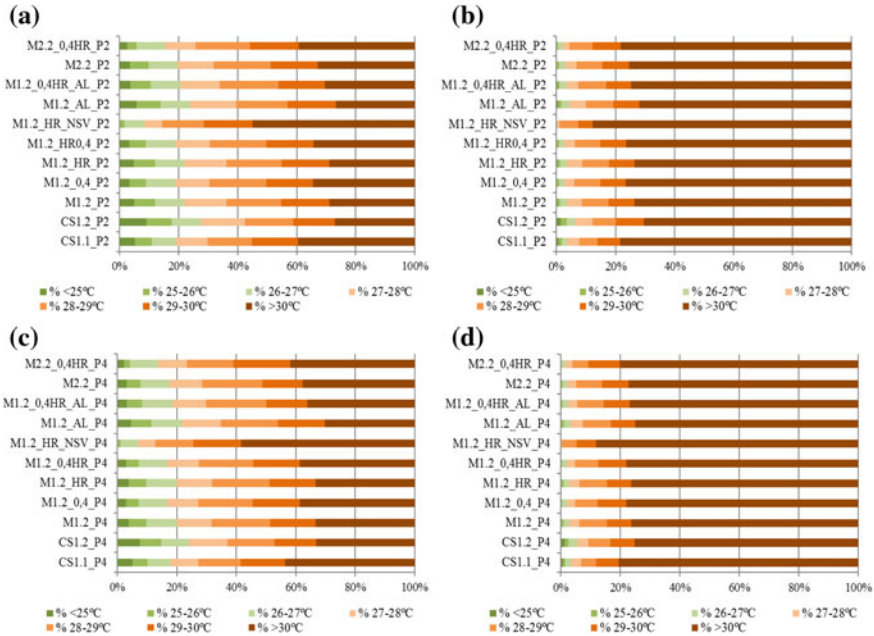 (a)
M2.2_0,4HR_P2
M2.2_P2
M1.2_0,4HR_AL_P2
M1.2_AL_P2
M1.2_HR_NSV_P2
M1.2_HR0,4_P2
M1.2_HR_P2
M1.2_0,4_P2
M1.2_P2
CS1.2_P2
CS1.1_P2
0% 20% 40% 60% 80% 100%
% <25ºC % 25-26ºC % 26-27ºC % 27-28ºC
% 28-29ºC % 29-30ºC % >30ºC
(b)
M2.2_0,4HR_P2
M2.2_P2
M1.2_0,4HR_AL_P2
M1.2_AL_P2
M1.2_HR_NSV_P2
M1.2_HR0,4_P2
M1.2_HR_P2
M1.2_0,4_P2
M1.2_P2
CS1.2_P2
CS1.1_P2
0% 20% 40% 60% 80% 100%
% <25ºC % 25-26ºC % 26-27ºC % 27-28ºC
% 28-29ºC % 29-30ºC % >30ºC
(c)
M2.2_0,4HR_P4
M2.2_P4
M1.2_0,4HR_AL_P4
M1.2_AL_P4
M1.2_HR_NSV_P4
M1.2_0,4HR_P4
M1.2_HR_P4
M1.2_0,4_P4
M1.2_P4
CS1.2_P4
CS1.1_P4
0% 20% 40% 60% 80% 100%
% <25ºC % 25-26ºC % 26-27ºC % 27-28ºC
% 28-29ºC % 29-30ºC % >30ºC
(d)
M2.2_0,4HR_P4
M2.2_P4
M1.2_0,4HR_AL_P4
M1.2_AL_P4
M1.2_HR_NSV_P4
M1.2_0,4HR_P4
M1.2_HR_P4
M1.2_0,4_P4
M1.2_P4
CS1.2_P4
CS1.1_P4
0% 20% 40% 60% 80% 100%
% <25ºC % 25-26ºC % 26-27ºC % 27-28ºC
% 28-29ºC % 29-30ºC % >30ºC